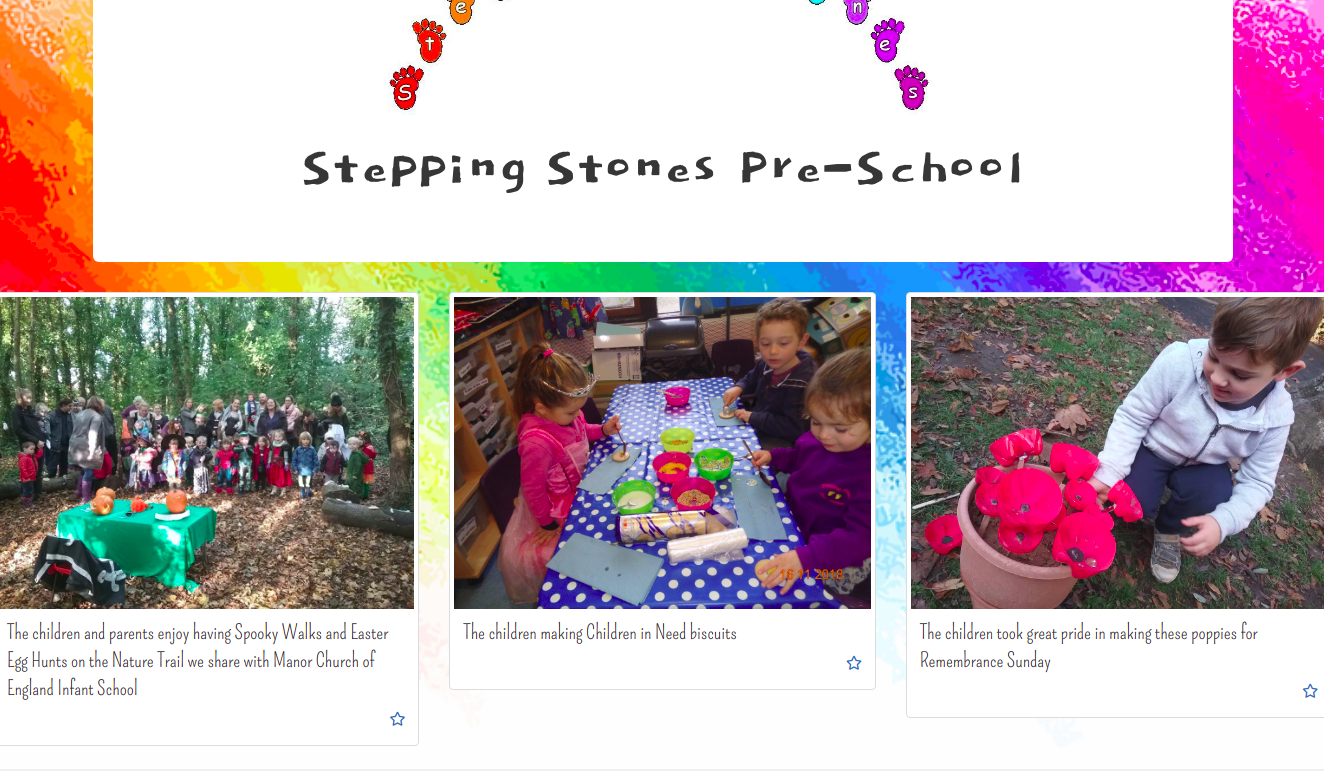 S t e
n e s
Stepping Stones Pre-School
16 11 2018
The children and parents enjoy having Spooky Walks and Easter
Egg Hunts on the Nature Trail we share with Manor Church of
England Infant School
The children making Children in Need biscuits
The children took great pride in making these poppies for
Remembrance Sunday